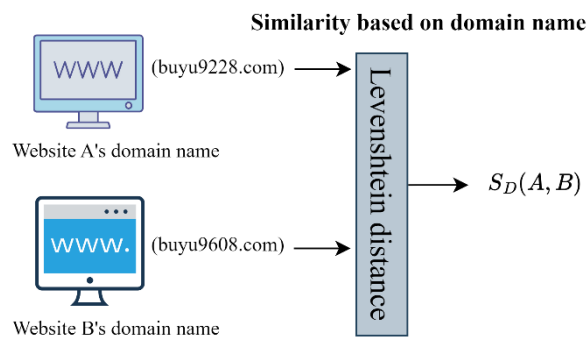 Similarity based on domain name
WWW
(buyu9228.com)
Website A's domain name
Levenshtein distance
S_D(A, B)
www.
(buyu9608.com)
Website B's domain name